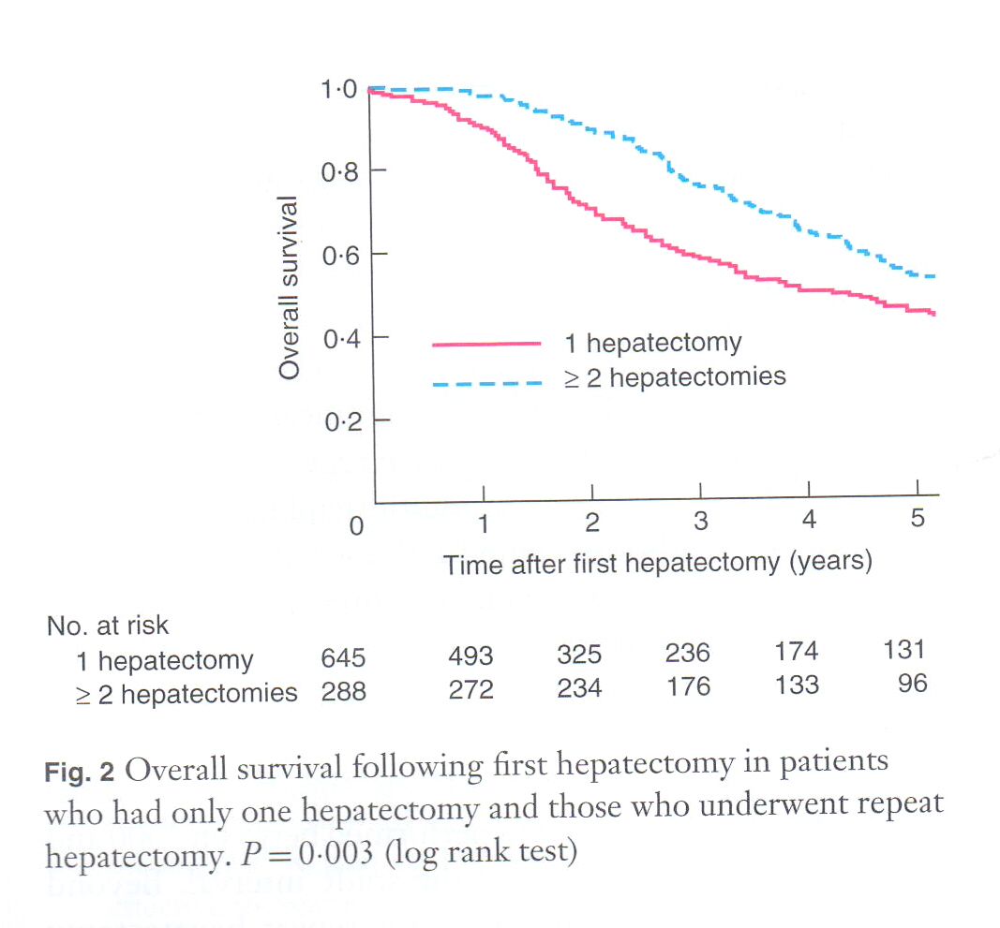 1·0
0·8
0·6
0·4
0·2
0
Overall survival
1 hepatectomy
≥ 2 hepatectomies
1 2 3 4 5
Time after first hepatectomy (years)
No. at risk
1 hepatectomy 645 493 325 236 174 131
≥ 2 hepatectomies 288 272 234 176 133 96
Fig. 2 Overall survival following first hepatectomy in patients
who had only one hepatectomy and those who underwent repeat
hepatectomy. P = 0·003 (log rank test)